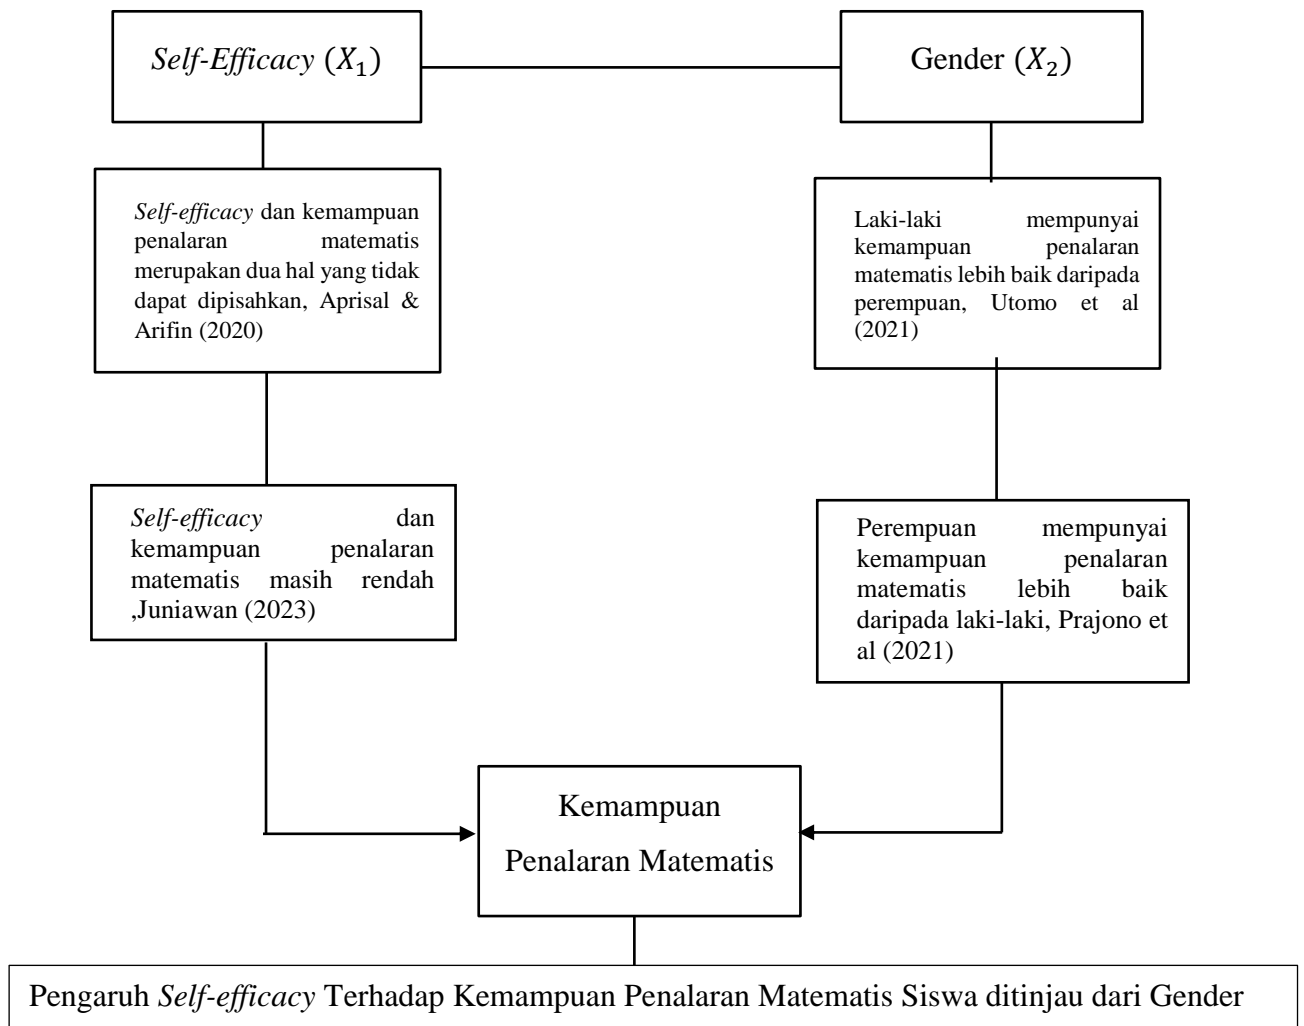 Self-Efficacy (X₁)
Gender (X₂)
Self-efficacy dan kemampuan
penalaran matematis
merupakan dua hal yang tidak
dapat dipisahkan, Aprisal &
Arifin (2020)
Laki-laki mempunyai
kemampuan penalaran
matematis lebih baik daripada
perempuan, Utomo et al
(2021)
Self-efficacy dan
kemampuan penalaran
matematis masih rendah
,Juniawan (2023)
Perempuan mempunyai
kemampuan penalaran
matematis lebih baik
daripada laki-laki, Prajono et
al (2021)
Kemampuan
Penalaran Matematis
Pengaruh Self-efficacy Terhadap Kemampuan Penalaran Matematis Siswa ditinjau dari Gender